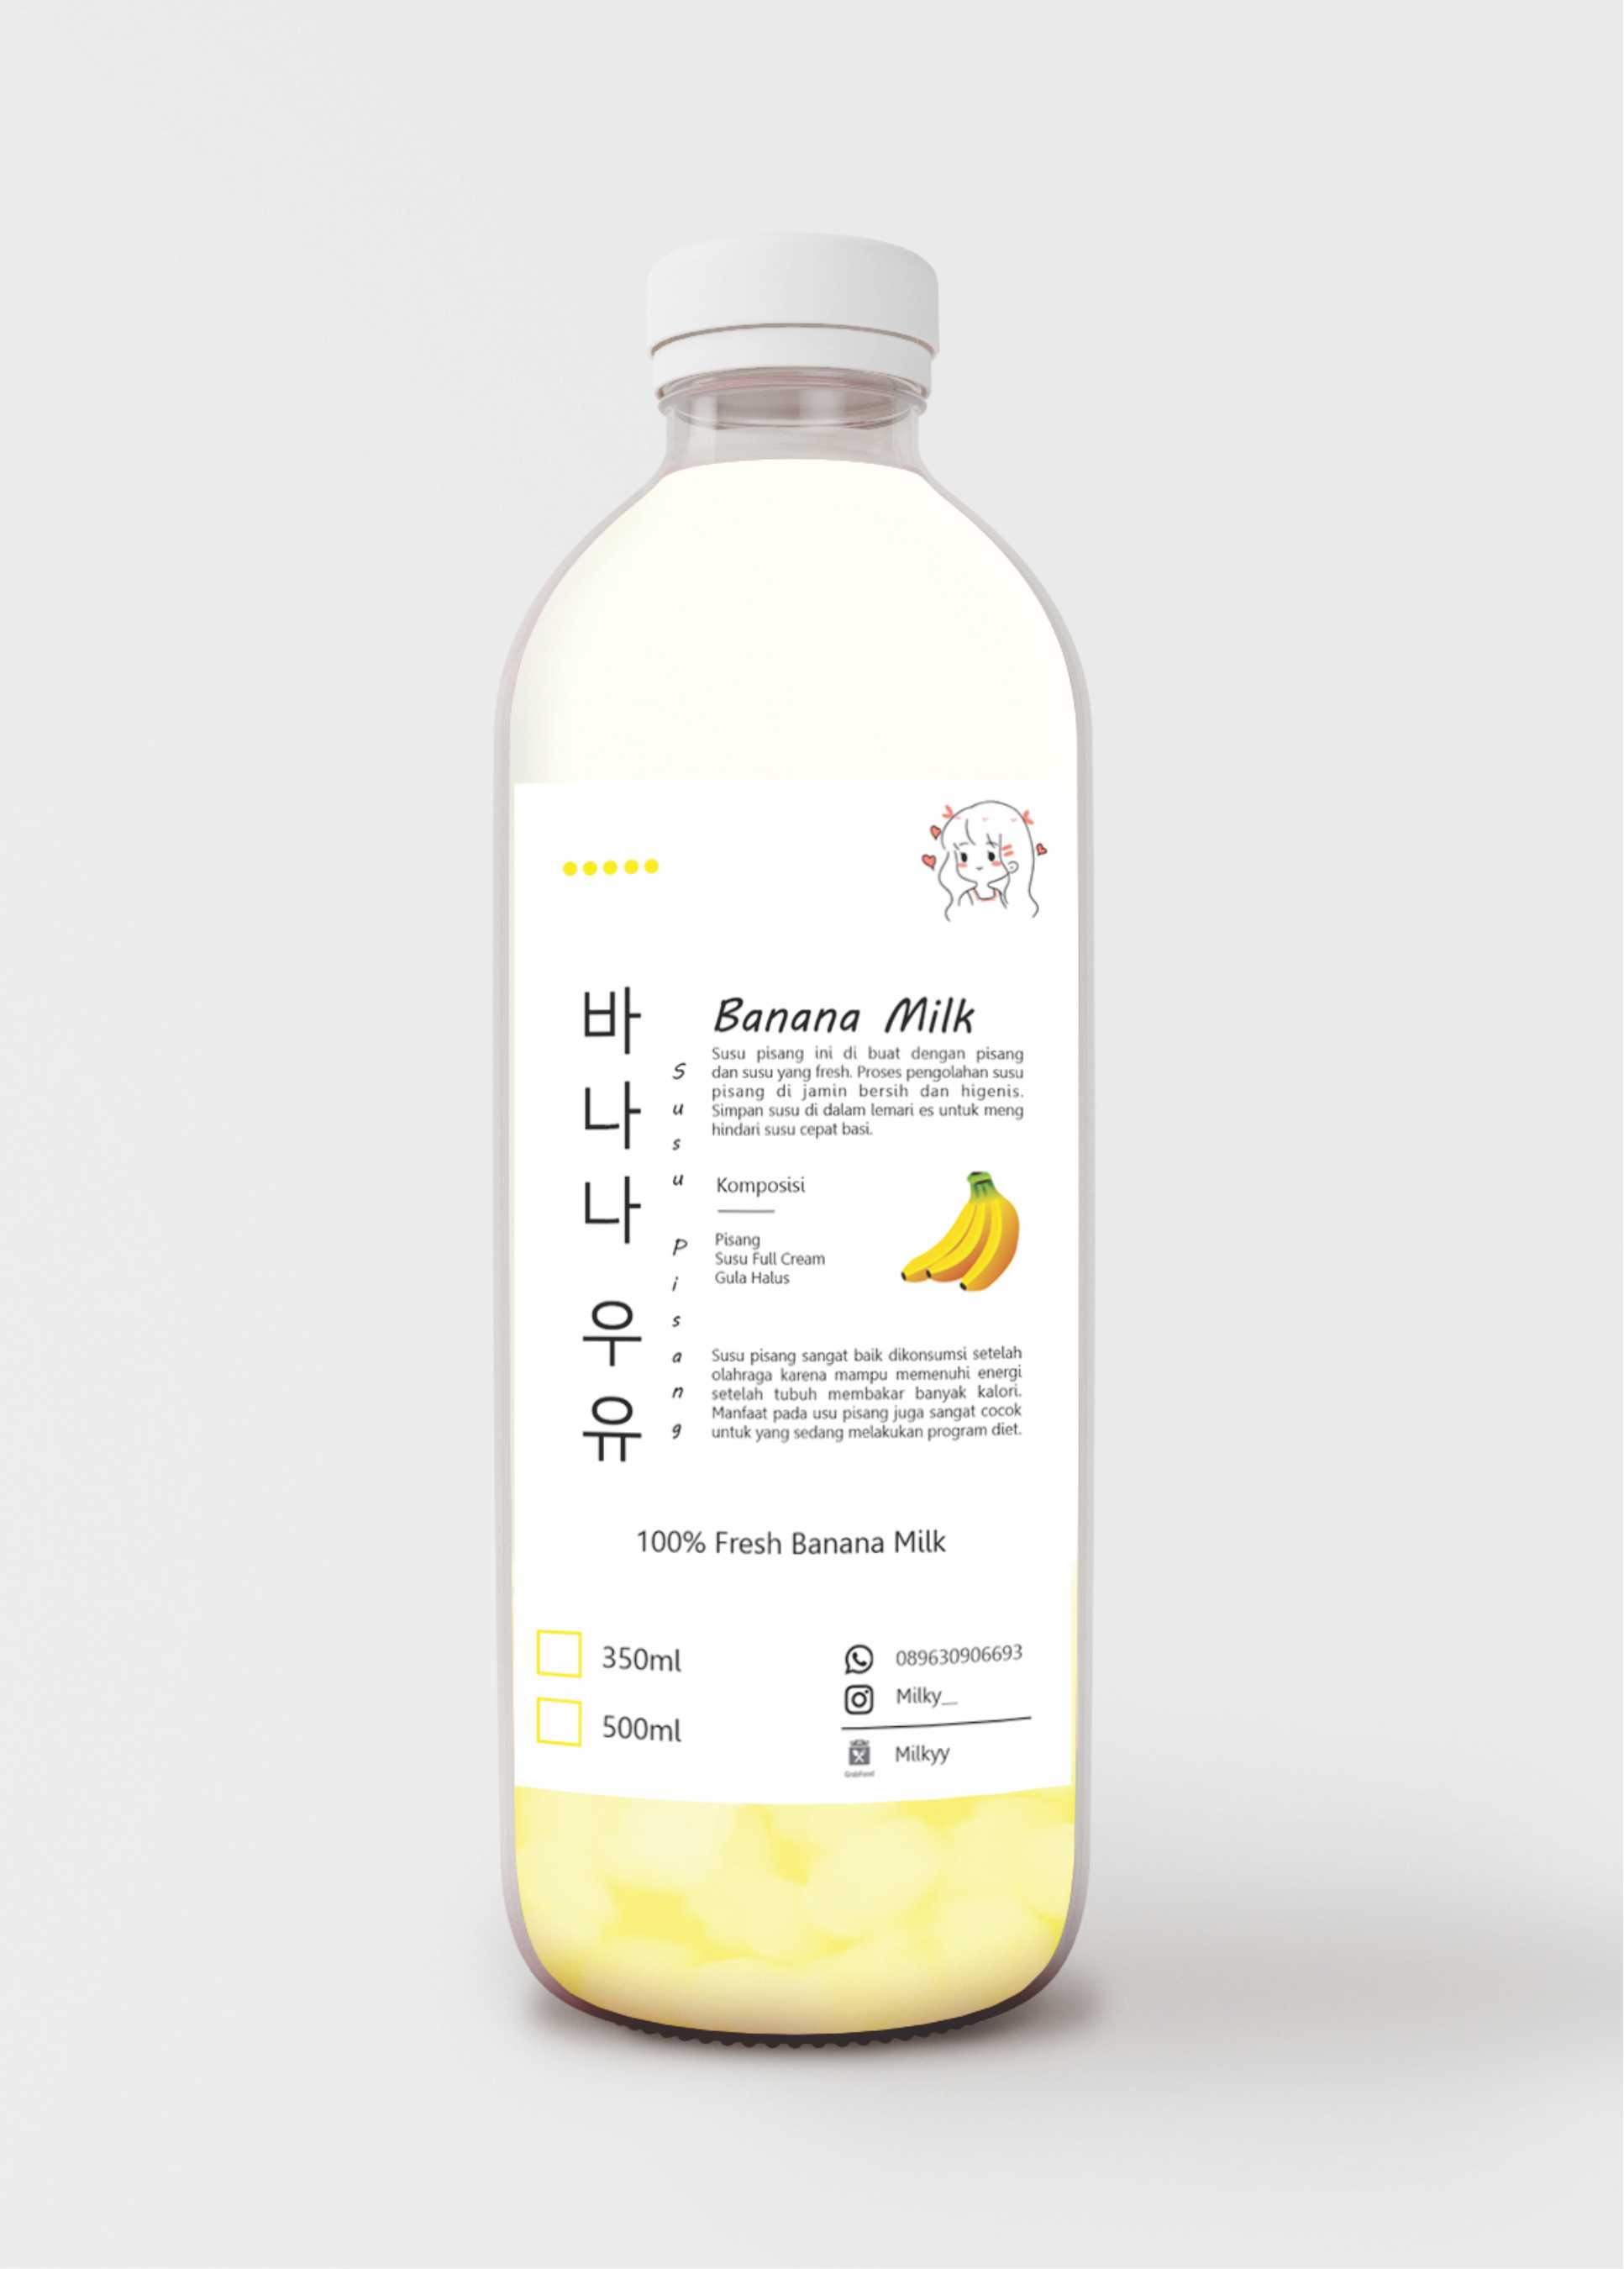 바나나 우유
Susu Pisang
Banana Milk
Susu pisang ini di buat dengan pisang
dan susu yang fresh. Proses pengolahan susu
pisang di jamin bersih dan higenis.
Simpan susu di dalam lemari es untuk meng
hindari susu cepat basi.
Komposisi
Pisang
Susu Full Cream
Gula Halus
Susu pisang sangat baik dikonsumsi setelah
olahraga karena mampu memenuhi energi
setelah tubuh membakar banyak kalori.
Manfaat pada usu pisang juga sangat cocok
untuk yang sedang melakukan program diet.
100% Fresh Banana Milk
350ml
500ml
089630906693
Milky__
GrabFood
Milkyy